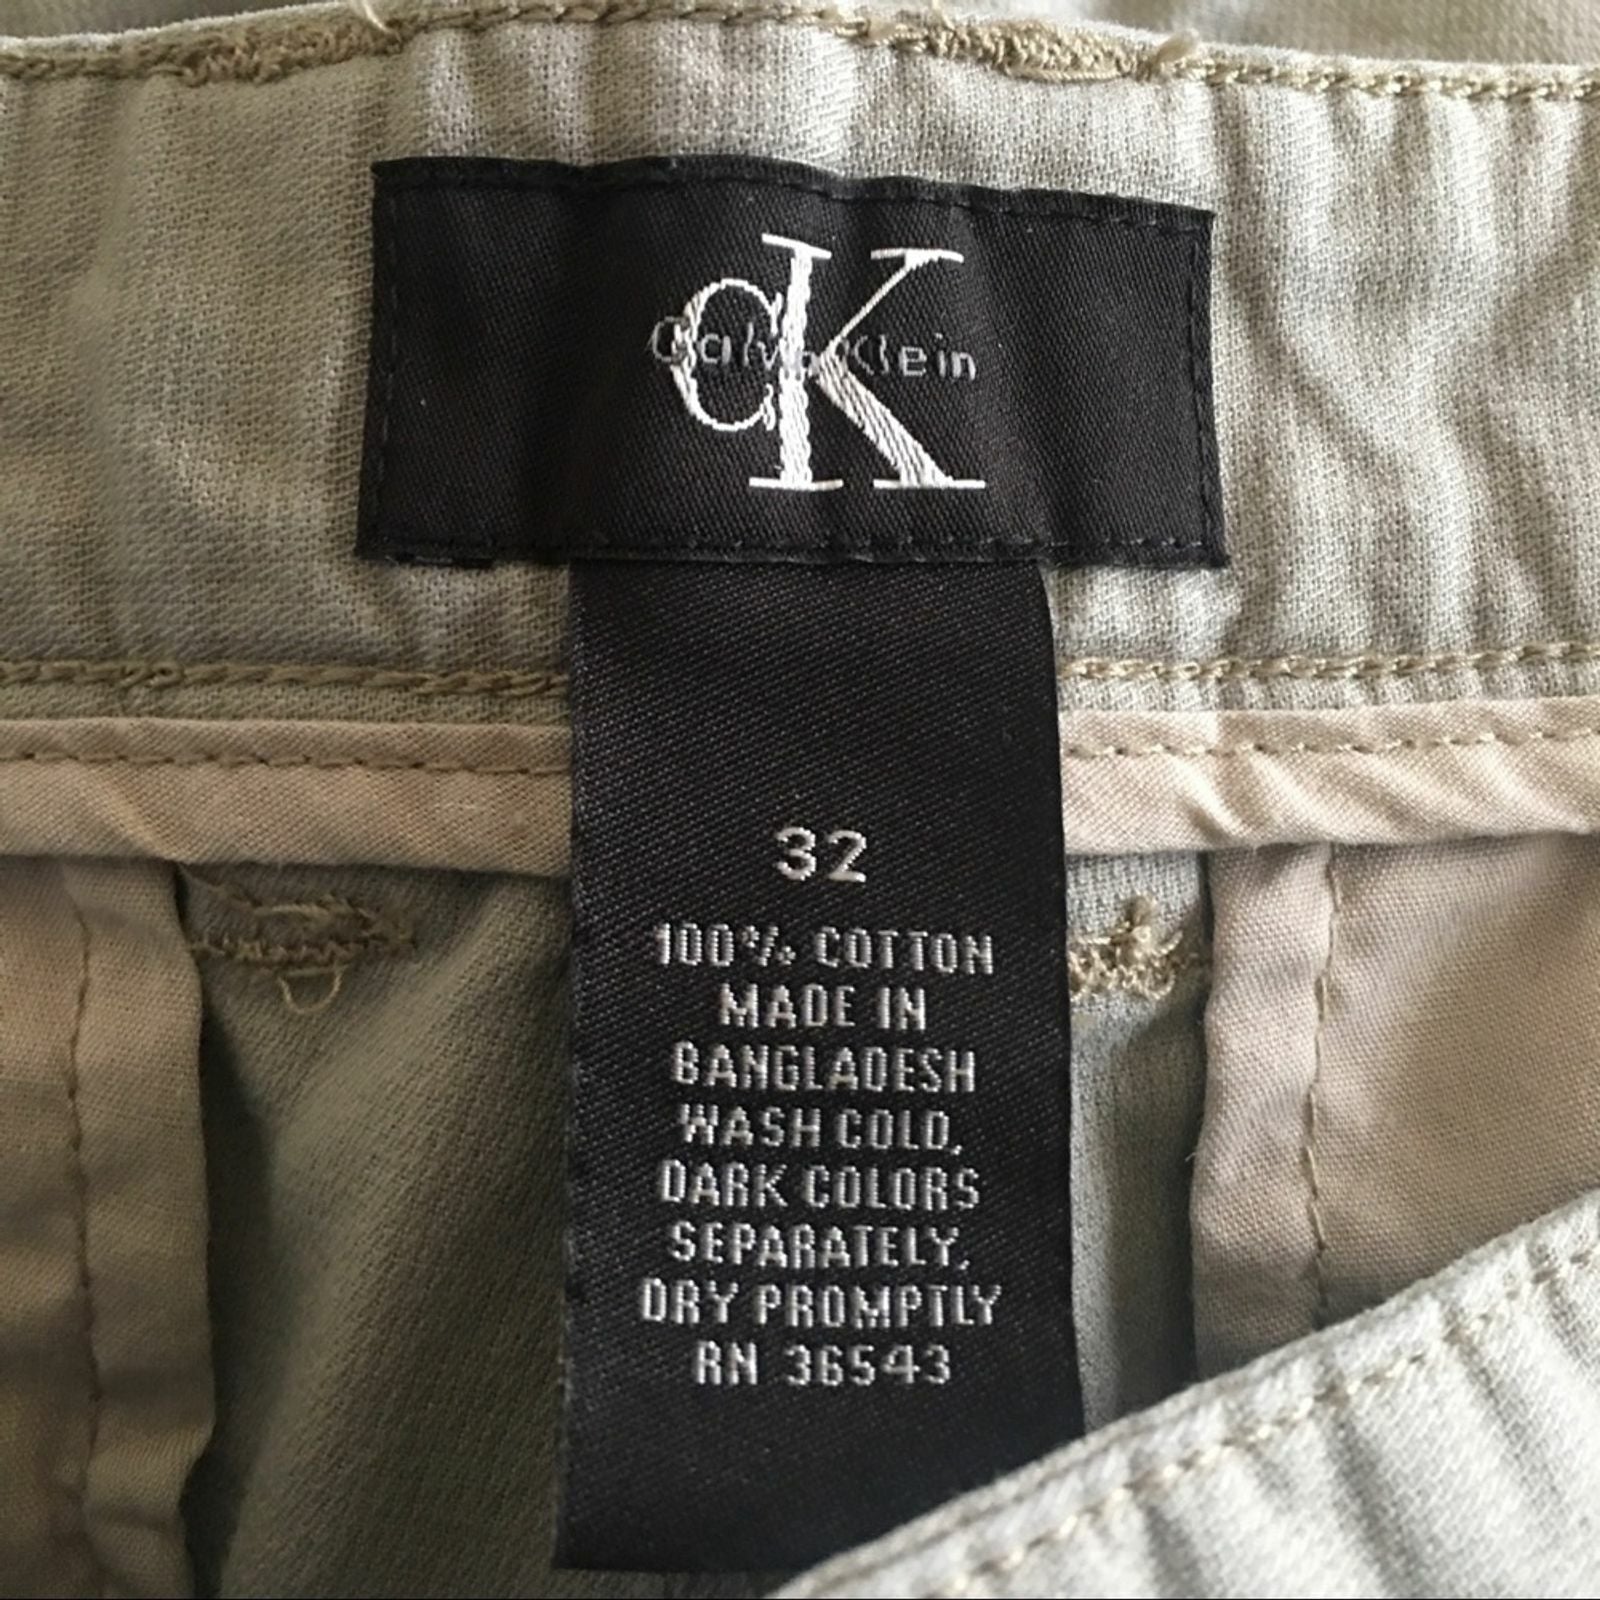 cK
Calvin Klein
32
100% COTTON
MADE IN
BANGLADESH
WASH COLD,
DARK COLORS
SEPARATELY,
DRY PROMPTLY
RN 36543